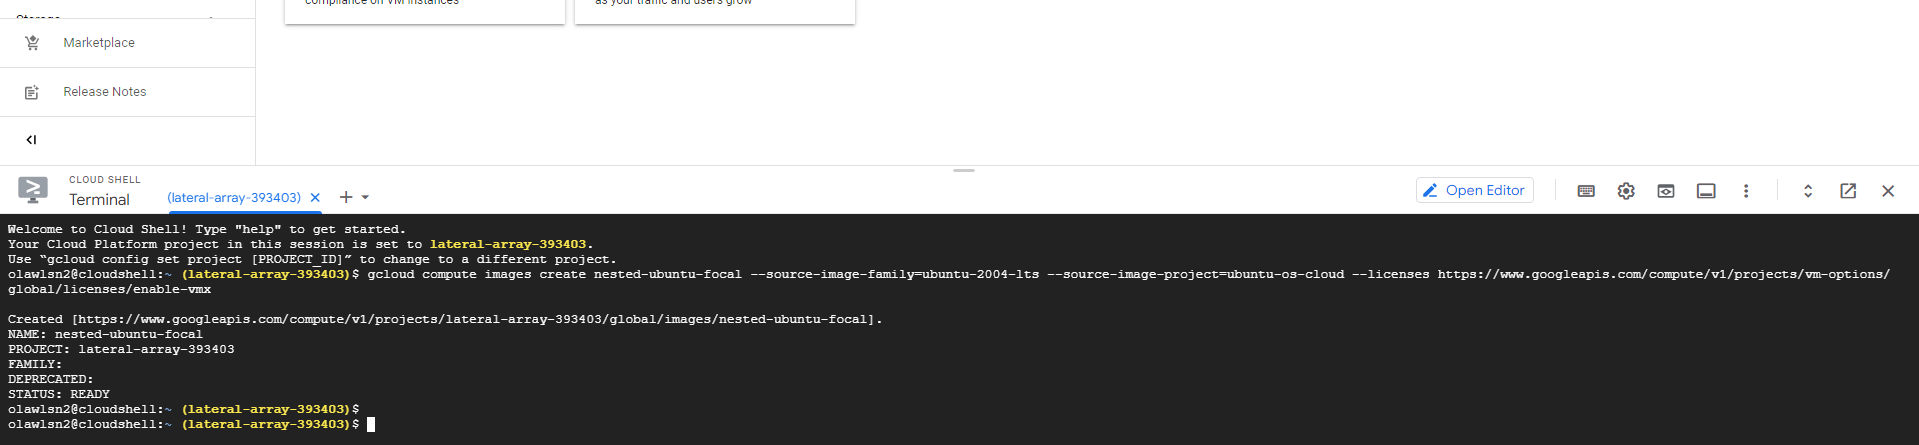 compliance on VM instances
as your traffic and users grow
Storage
Marketplace
Release Notes
CLOUD SHELL
Terminal
(lateral-array-393403)
Open Editor
Welcome to Cloud Shell! Type "help" to get started.
Your Cloud Platform project in this session is set to lateral-array-393403.
Use “gcloud config set project [PROJECT_ID]” to change to a different project.
olawlsn2@cloudshell:~ (lateral-array-393403)$ gcloud compute images create nested-ubuntu-focal --source-image-family=ubuntu-2004-lts --source-image-project=ubuntu-os-cloud --licenses https://www.googleapis.com/compute/v1/projects/vm-options/
global/licenses/enable-vmx
Created [https://www.googleapis.com/compute/v1/projects/lateral-array-393403/global/images/nested-ubuntu-focal].
NAME: nested-ubuntu-focal
PROJECT: lateral-array-393403
FAMILY:
DEPRECATED:
STATUS: READY
olawlsn2@cloudshell:~ (lateral-array-393403)$
olawlsn2@cloudshell:~ (lateral-array-393403)$